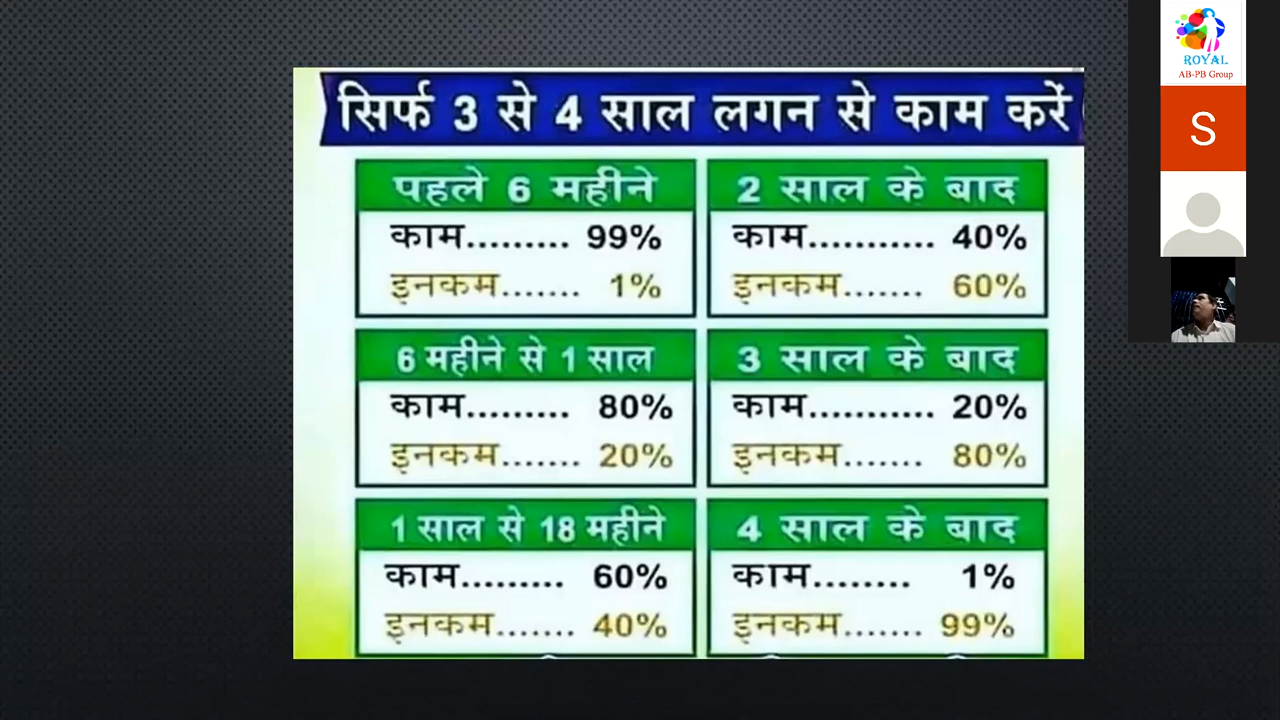 सिर्फ 3 से 4 साल लगन से काम करें
पहले 6 महीने
काम......... 99%
इनकम....... 1%
6 महीने से 1 साल
काम......... 80%
इनकम....... 20%
1 साल से 18 महीने
काम......... 60%
इनकम....... 40%
2 साल के बाद
काम........... 40%
इनकम....... 60%
3 साल के बाद
काम........... 20%
इनकम....... 80%
4 साल के बाद
काम........ 1%
इनकम....... 99%
ROYAL
AB-PB Group
S